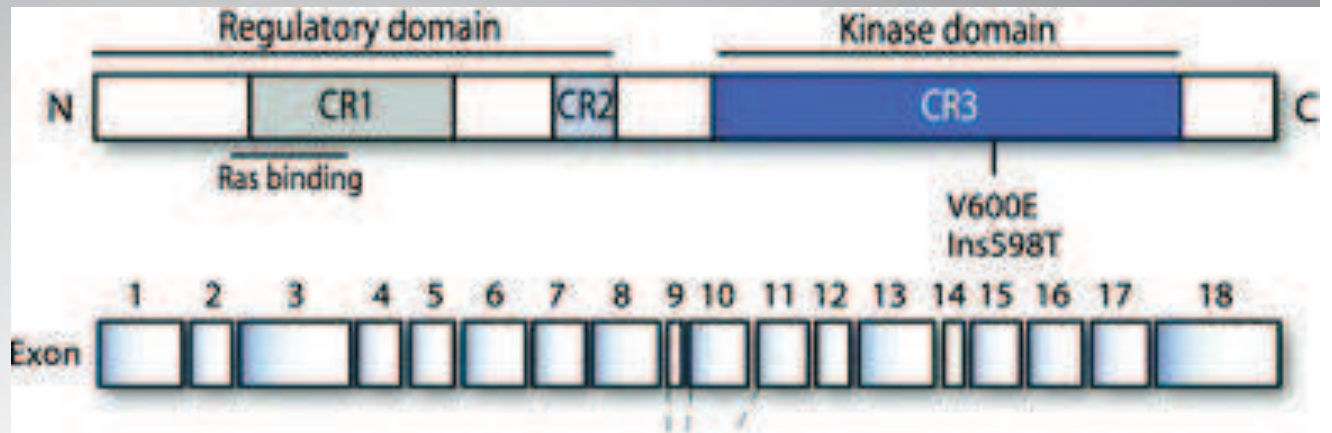 Regulatory domain Kinase domain
N CR1 CR2 CR3 C
Ras binding
V600E
Ins598T
1 2 3 4 5 6 7 8 9 10 11 12 13 14 15 16 17 18
Exon